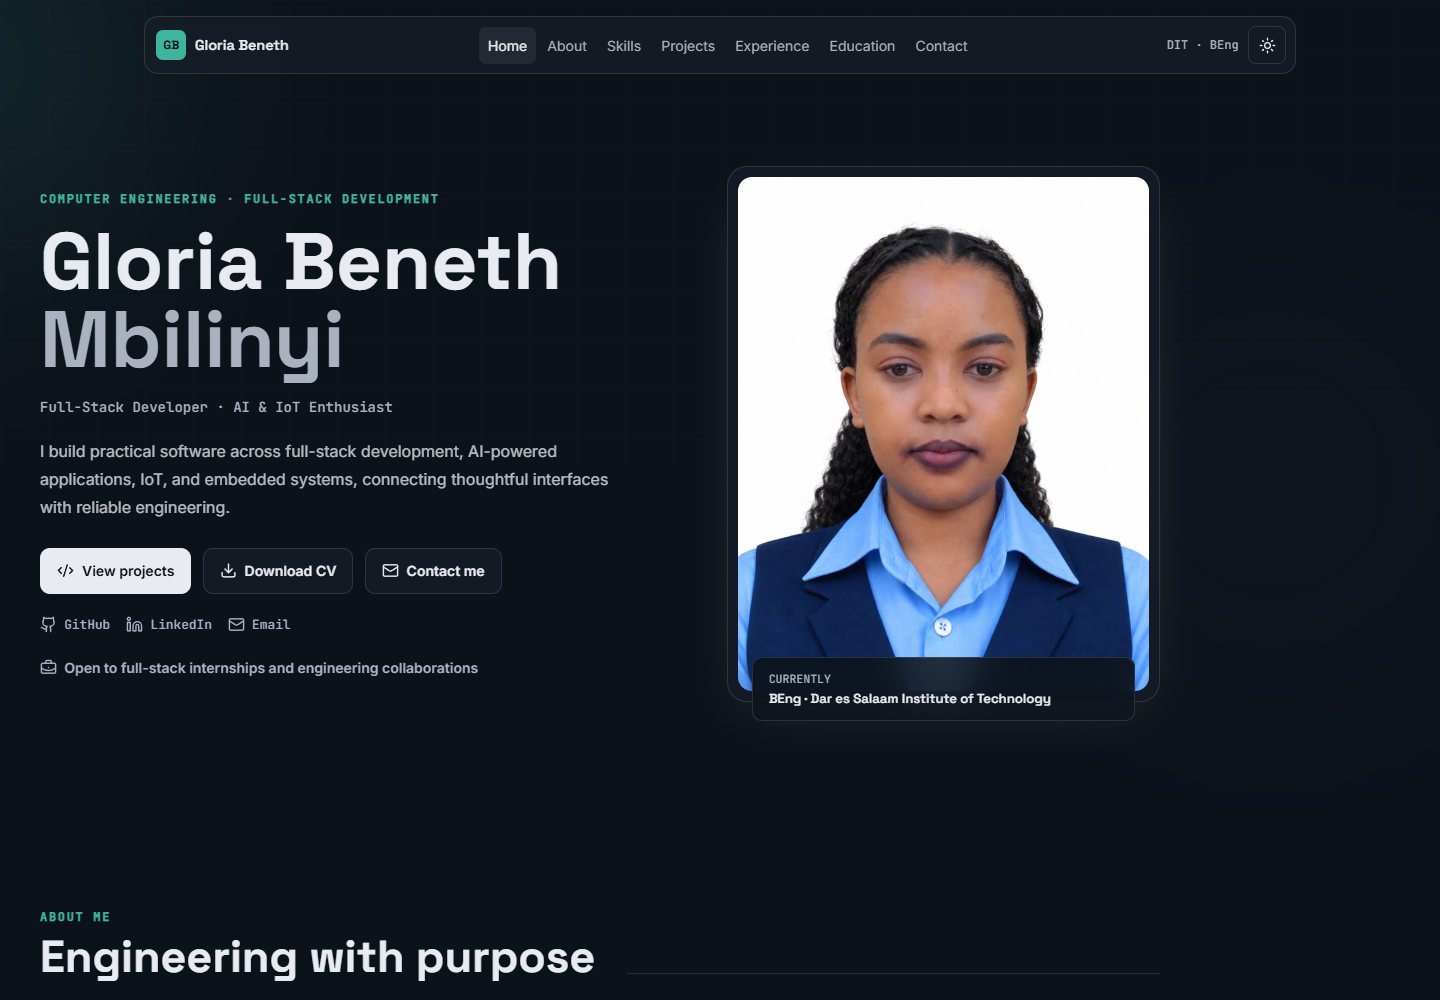 GB Gloria Beneth Home About Skills Projects Experience Education Contact DIT · BEng
COMPUTER ENGINEERING · FULL-STACK DEVELOPMENT
Gloria Beneth
Mbilinyi
Full-Stack Developer · AI & IoT Enthusiast
I build practical software across full-stack development, AI-powered
applications, IoT, and embedded systems, connecting thoughtful interfaces
with reliable engineering.
View projects Download CV Contact me
GitHub LinkedIn Email
Open to full-stack internships and engineering collaborations
CURRENTLY
BEng · Dar es Salaam Institute of Technology
ABOUT ME
Engineering with purpose